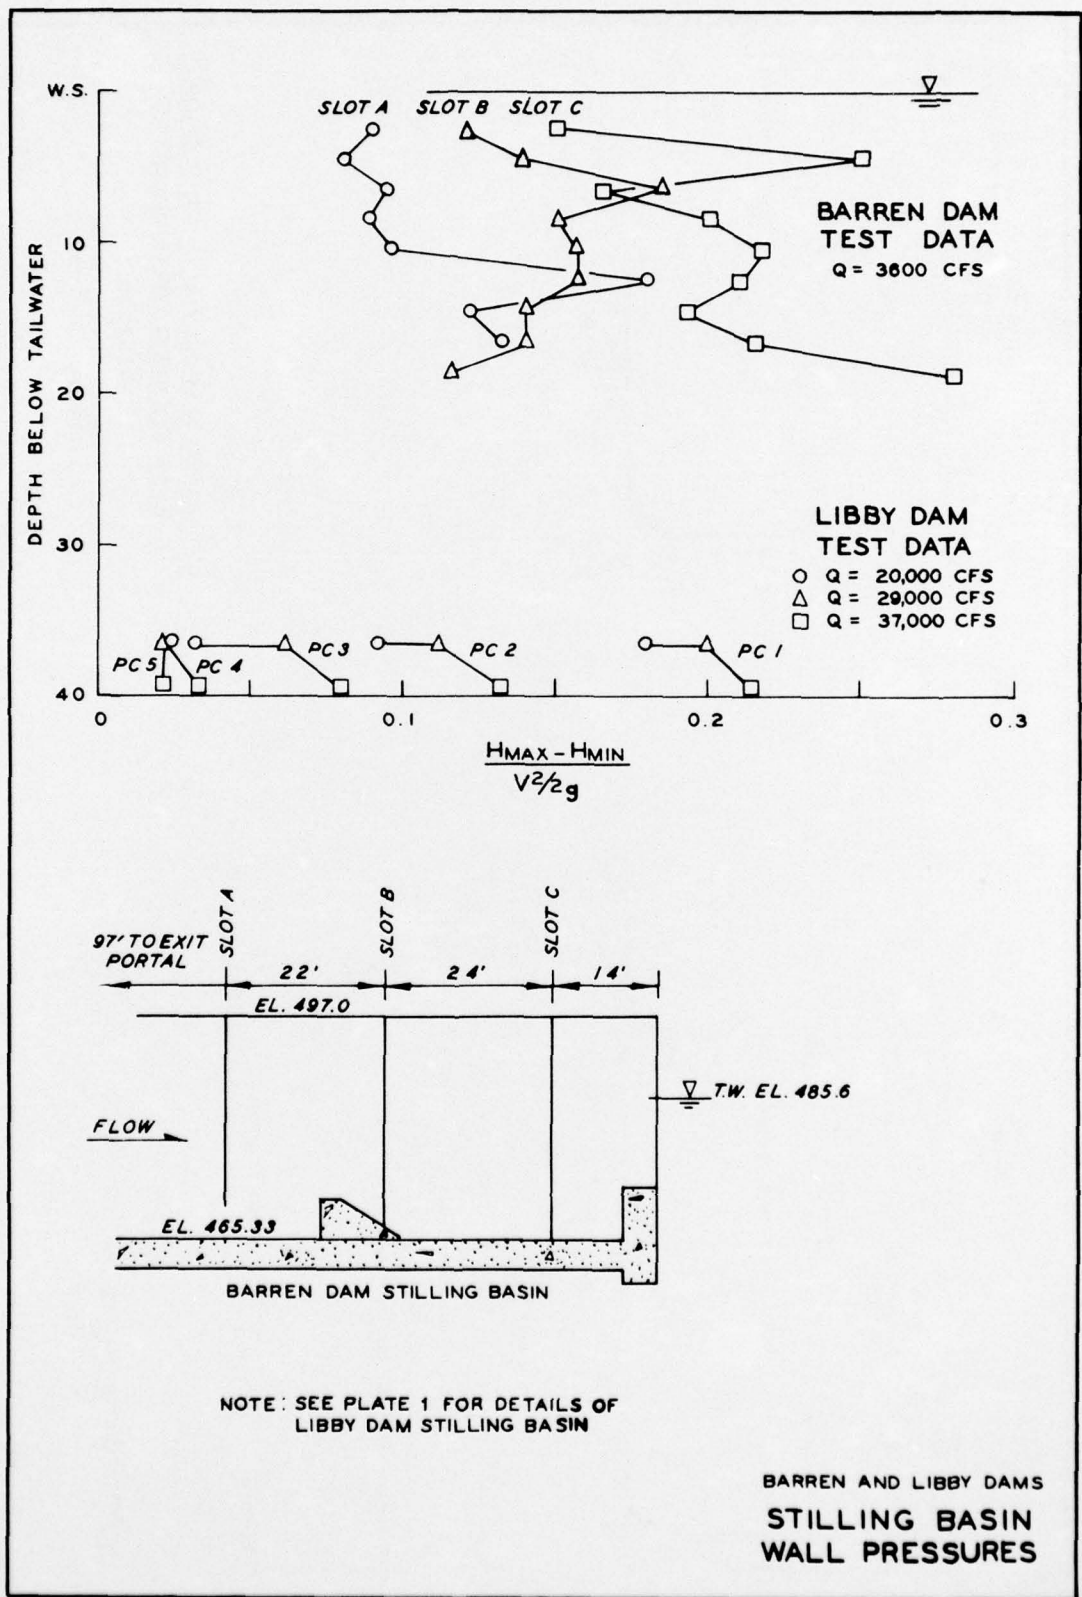 W.S.
SLOT A SLOT B SLOT C
BARREN DAM
TEST DATA
Q = 3600 CFS
10
20
30
40
DEPTH BELOW TAILWATER
LIBBY DAM
TEST DATA
Q = 20,000 CFS
Q = 29,000 CFS
Q = 37,000 CFS
PC 5 PC 4 PC 3 PC 2 PC 1
0 0.1 0.2 0.3
HMAX - HMIN
V²/2g
SLOT A
SLOT B
SLOT C
97' TO EXIT
PORTAL
22' 24' 14'
EL. 497.0
T.W. EL. 485.6
FLOW
EL. 465.33
BARREN DAM STILLING BASIN
NOTE: SEE PLATE 1 FOR DETAILS OF
LIBBY DAM STILLING BASIN
BARREN AND LIBBY DAMS
STILLING BASIN
WALL PRESSURES